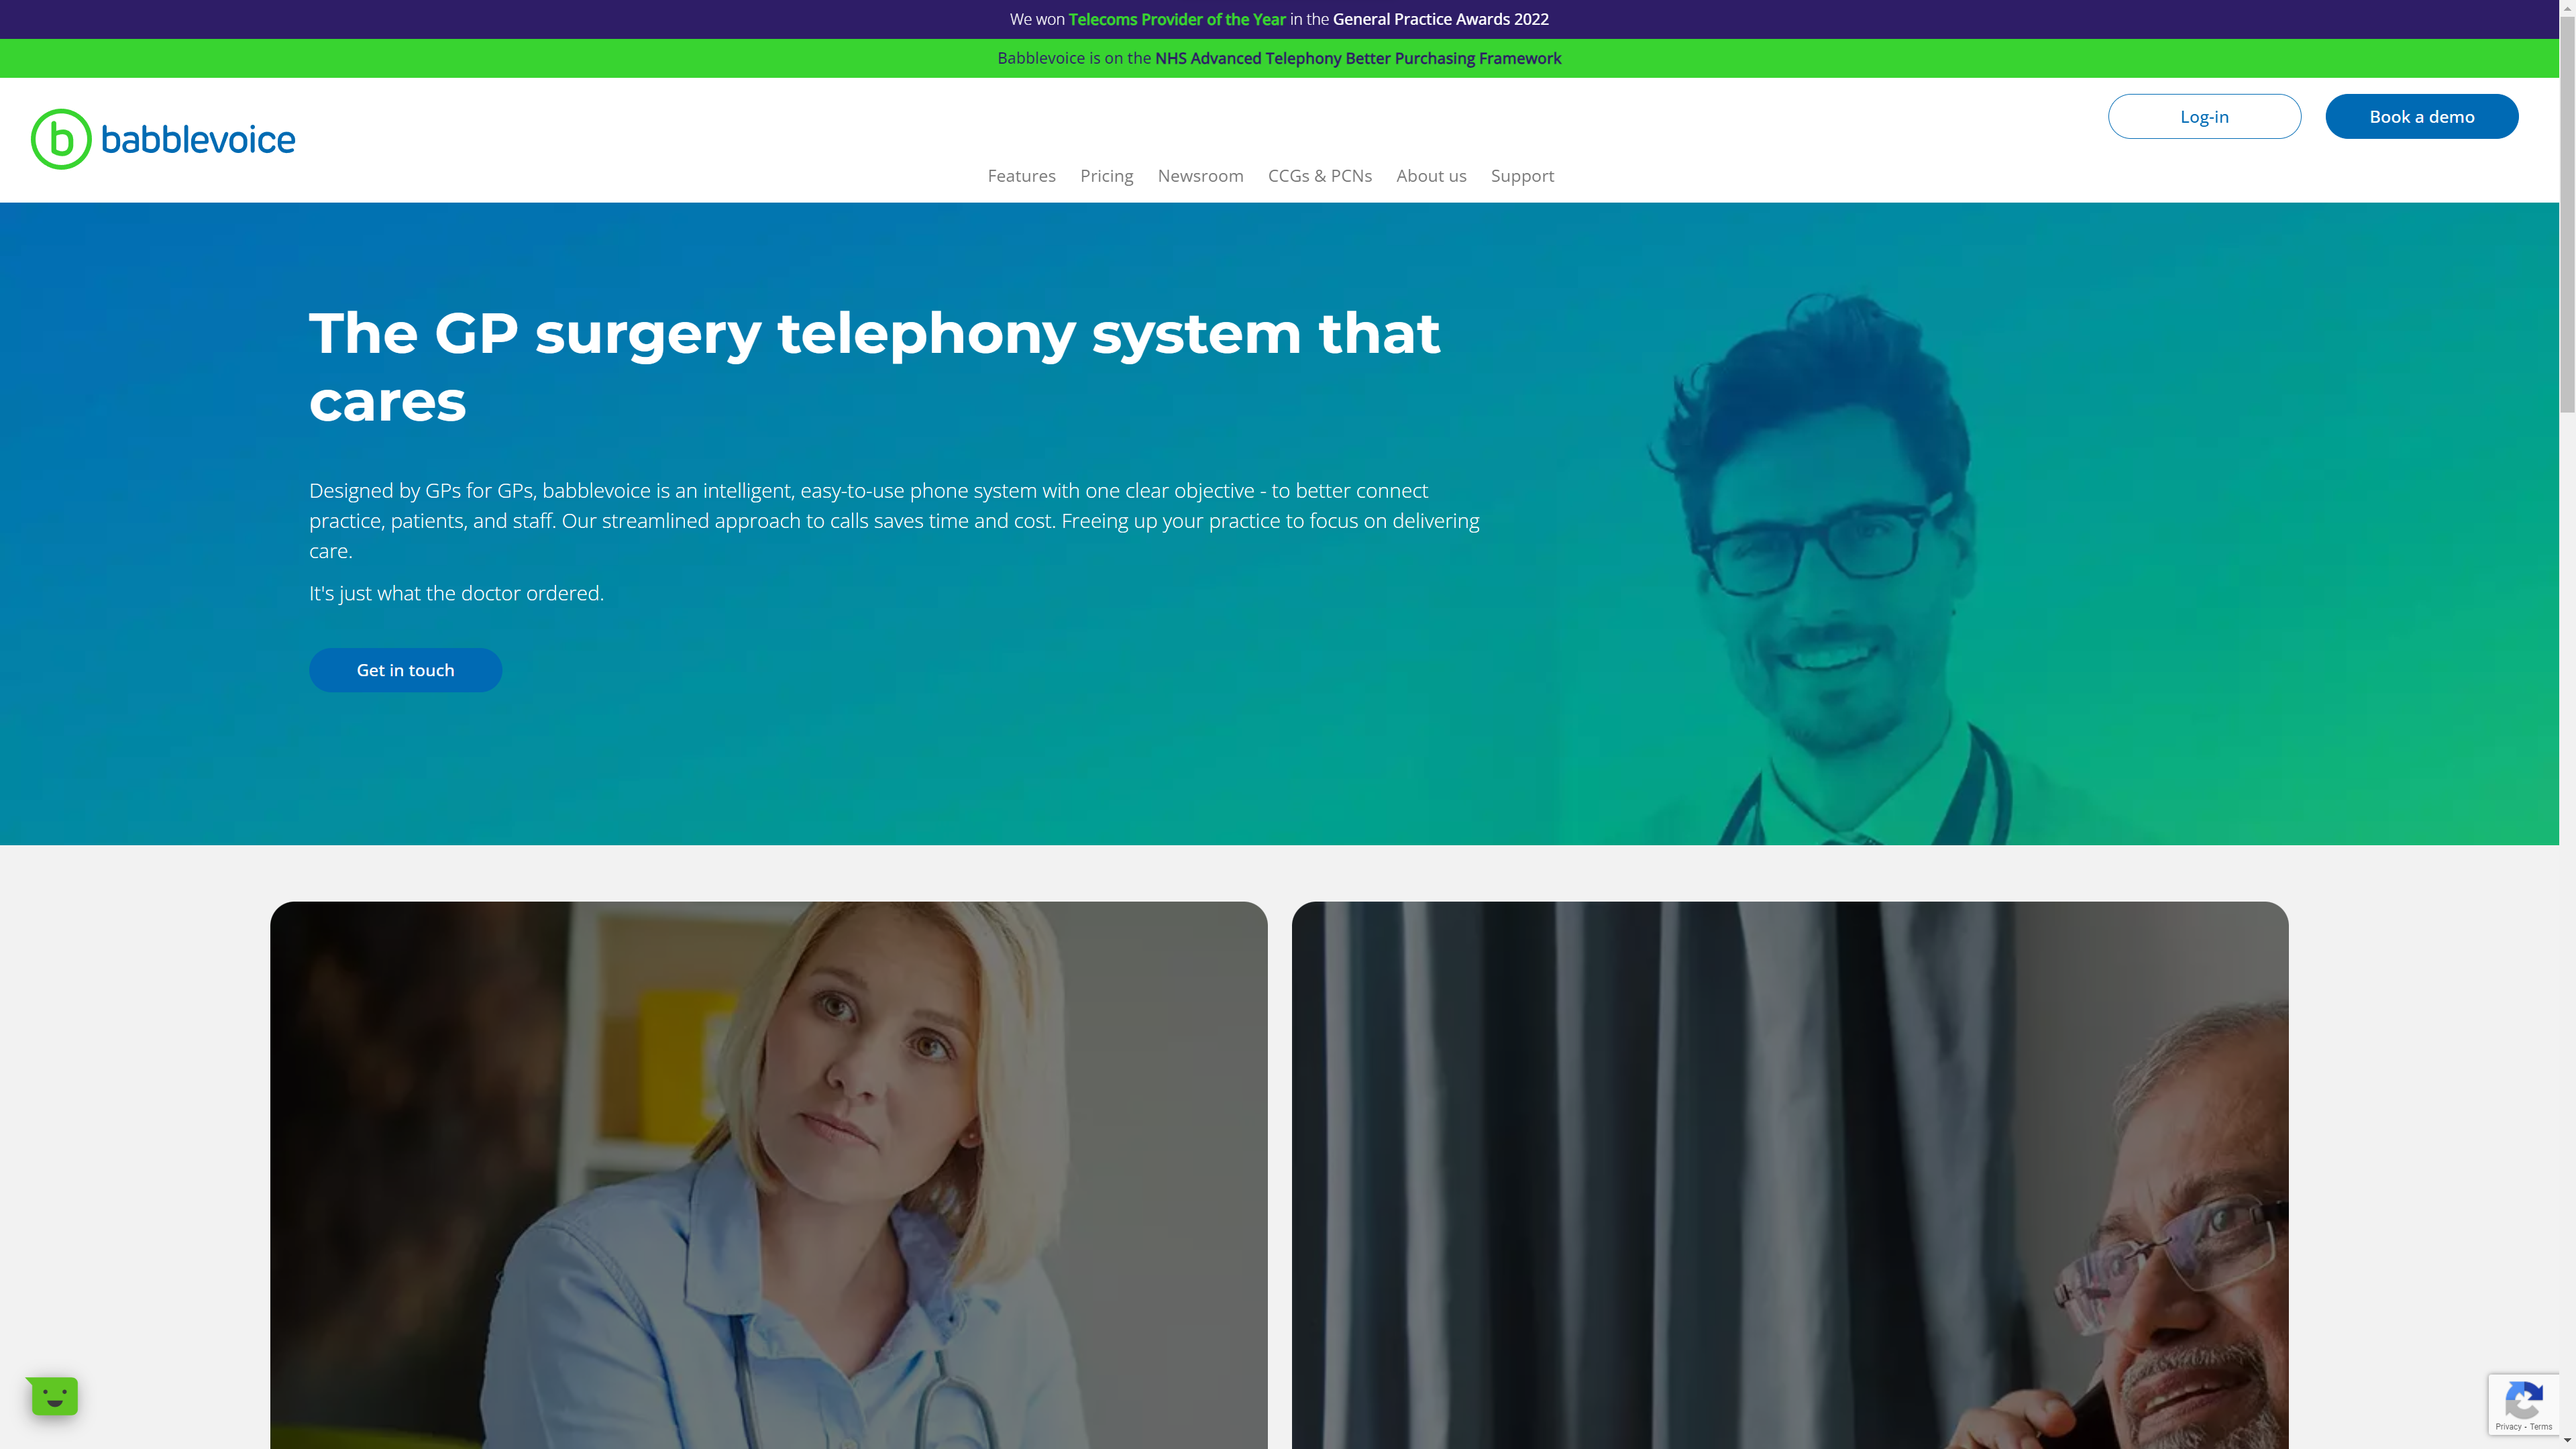 We won Telecoms Provider of the Year in the General Practice Awards 2022
Babblevoice is on the NHS Advanced Telephony Better Purchasing Framework
b babblevoice
Log-in
Book a demo
Features
Pricing
Newsroom
CCGs & PCNs
About us
Support
The GP surgery telephony system that
cares
Designed by GPs for GPs, babblevoice is an intelligent, easy-to-use phone system with one clear objective - to better connect
practice, patients, and staff. Our streamlined approach to calls saves time and cost. Freeing up your practice to focus on delivering
care.
It's just what the doctor ordered.
Get in touch
Privacy - Terms